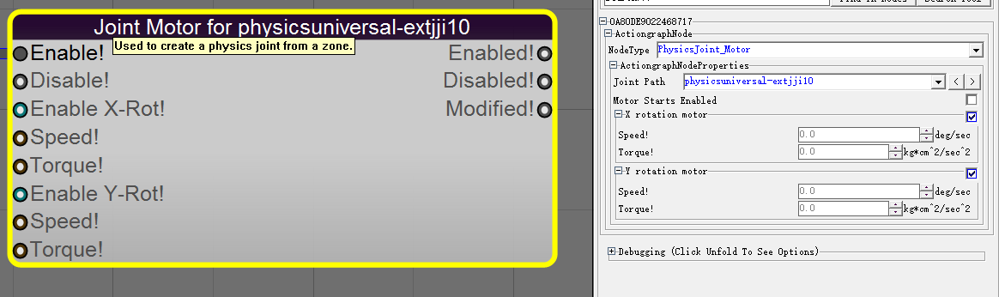 Joint Motor for physicsuniversal-extjji10
Used to create a physics joint from a zone.
Enable!
Enabled!
Disable!
Disabled!
Enable X-Rot!
Modified!
Speed!
Torque!
Enable Y-Rot!
Speed!
Torque!
0A80DE9022468717
ActiongraphNode
NodeType PhysicsJoint_Motor
ActiongraphNodeProperties
Joint Path physicsuniversal-extjji10 < >
Motor Starts Enabled
X rotation motor
Speed! 0.0 deg/sec
Torque! 0.0 kg*cm^2/sec^2
Y rotation motor
Speed! 0.0 deg/sec
Torque! 0.0 kg*cm^2/sec^2
Debugging (Click Unfold To See Options)